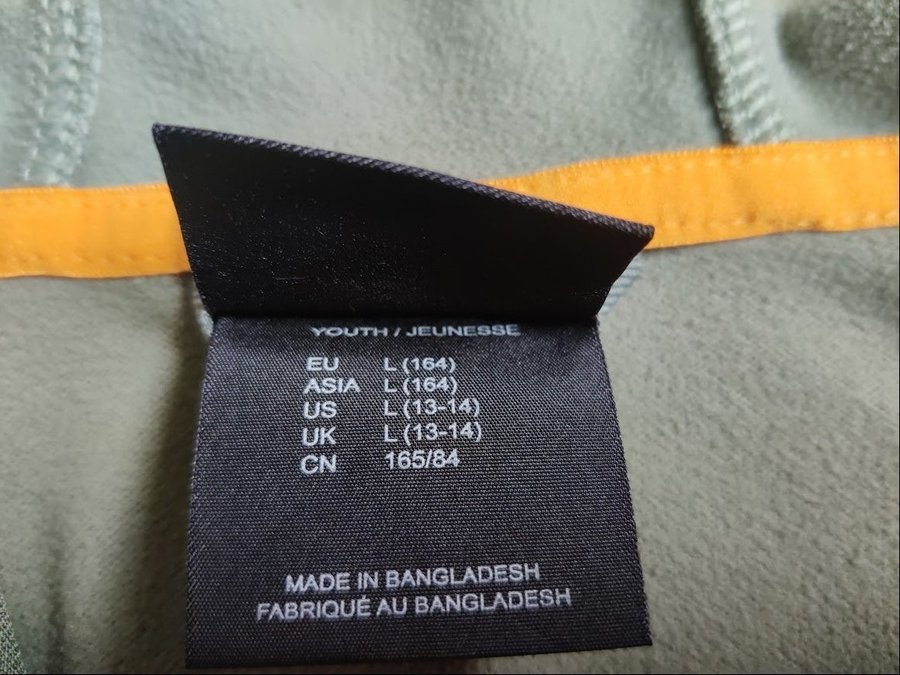 YOUTH / JEUNESSE
EU L (164)
ASIA L (164)
US L (13-14)
UK L (13-14)
CN 165/84
MADE IN BANGLADESH
FABRIQUÉ AU BANGLADESH